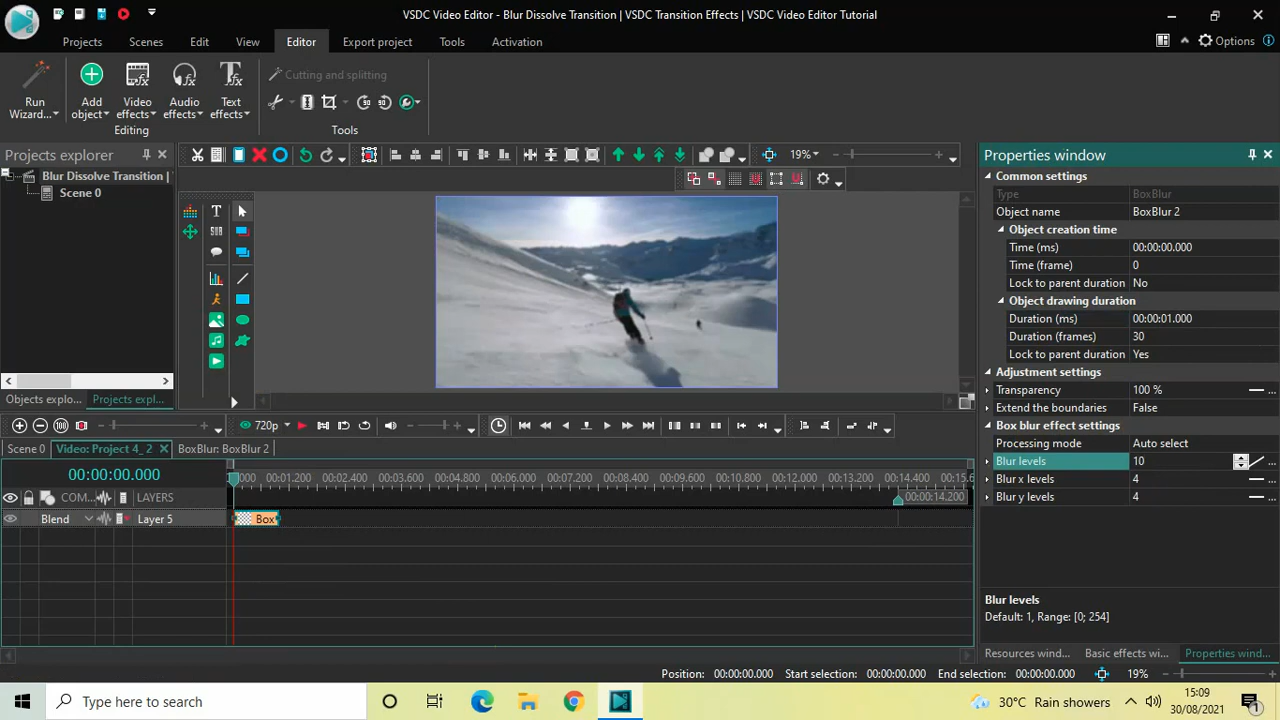 VSDC Video Editor - Blur Dissolve Transition | VSDC Transition Effects | VSDC Video Editor Tutorial
Projects Scenes Edit View Editor Export project Tools Activation Options
Run Wizard...
Add object
Video effects
Audio effects
Text effects
Editing
Cutting and splitting
Tools
Projects explorer
Blur Dissolve Transition |
Scene 0
Objects explo...
Projects expl...
19%
720p
Scene 0 Video: Project 4_ 2 BoxBlur: BoxBlur 2
00:00:00.000
000 00:01.200 00:02.400 00:03.600 00:04.800 00:06.000 00:07.200 00:08.400 00:09.600 00:10.800 00:12.000 00:13.200 00:14.400 00:15.6
00:00:14.200
COM... LAYERS
Blend Layer 5 Box
Properties window
Common settings
Type BoxBlur
Object name BoxBlur 2
Object creation time
Time (ms) 00:00:00.000
Time (frame) 0
Lock to parent duration No
Object drawing duration
Duration (ms) 00:00:01.000
Duration (frames) 30
Lock to parent duration Yes
Adjustment settings
Transparency 100 %
Extend the boundaries False
Box blur effect settings
Processing mode Auto select
Blur levels 10
Blur x levels 4
Blur y levels 4
Blur levels
Default: 1, Range: [0; 254]
Resources wind... Basic effects wi... Properties wind...
Position: 00:00:00.000 Start selection: 00:00:00.000 End selection: 00:00:00.000 19%
Type here to search
30°C Rain showers
15:09
30/08/2021